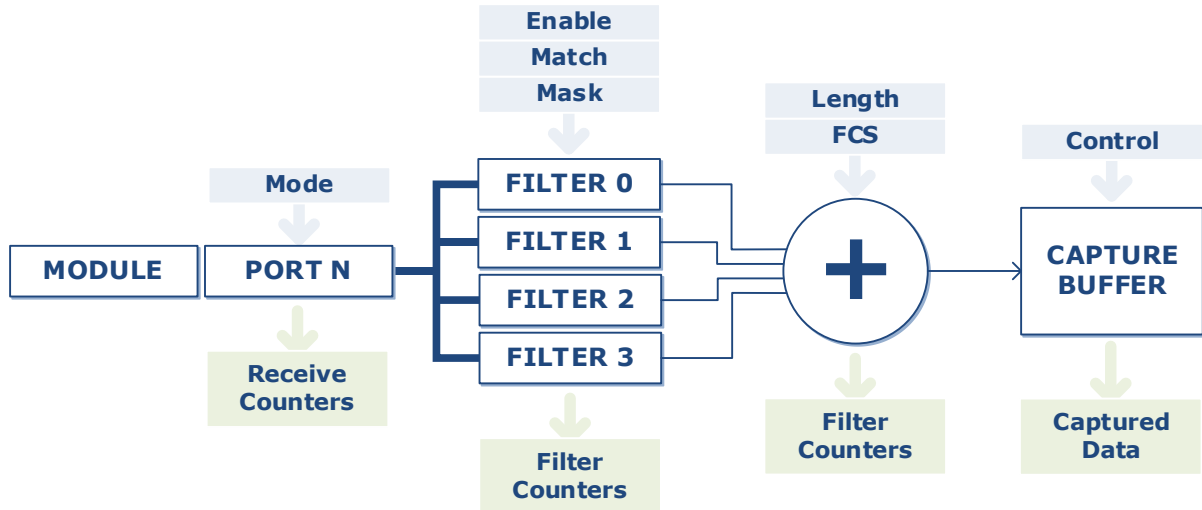 Enable
Match
Mask
Length
FCS
Control
Mode
FILTER 0
FILTER 1
FILTER 2
FILTER 3
MODULE
PORT N
+
CAPTURE
BUFFER
Receive
Counters
Filter
Counters
Filter
Counters
Captured
Data